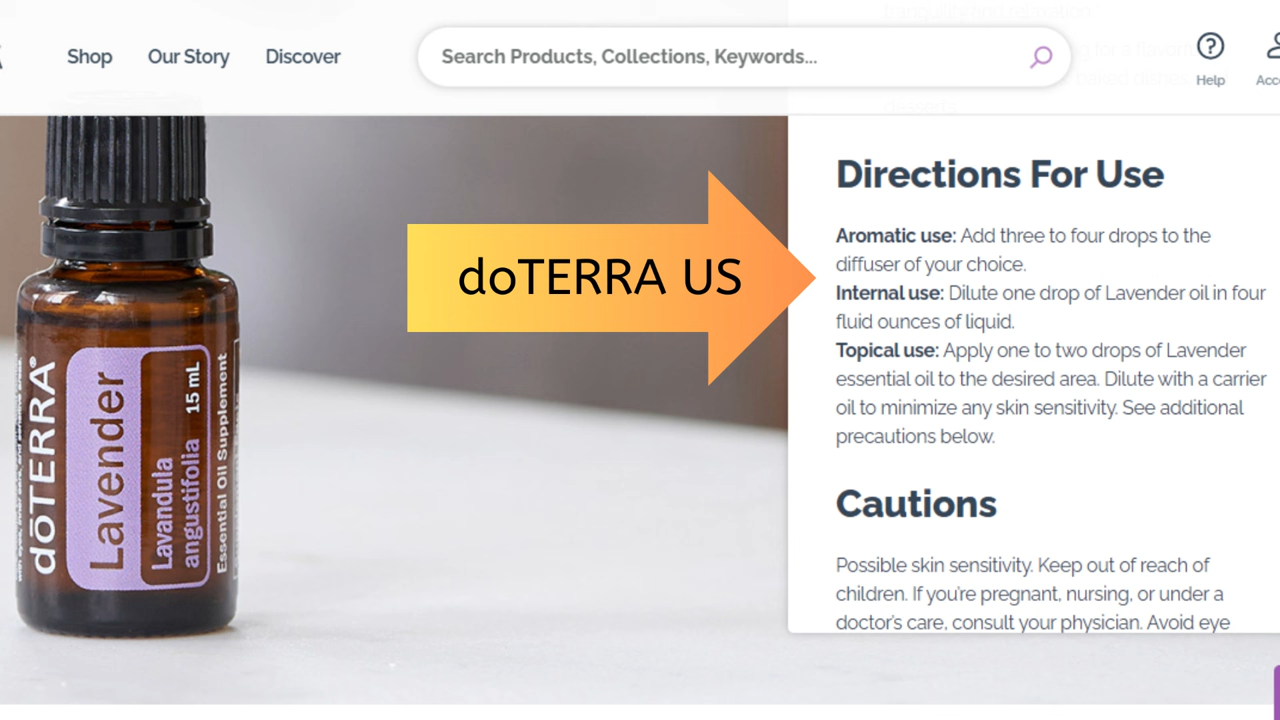 Shop Our Story Discover
Search Products, Collections, Keywords...
Help
doTERRA US
Directions For Use
Aromatic use: Add three to four drops to the
diffuser of your choice.
Internal use: Dilute one drop of Lavender oil in four
fluid ounces of liquid.
Topical use: Apply one to two drops of Lavender
essential oil to the desired area. Dilute with a carrier
oil to minimize any skin sensitivity. See additional
precautions below.
Cautions
Possible skin sensitivity. Keep out of reach of
children. If you're pregnant, nursing, or under a
doctor's care, consult your physician. Avoid eye
dōTERRA®
Lavender
Lavandula
angustifolia 15 mL
Essential Oil Supplement